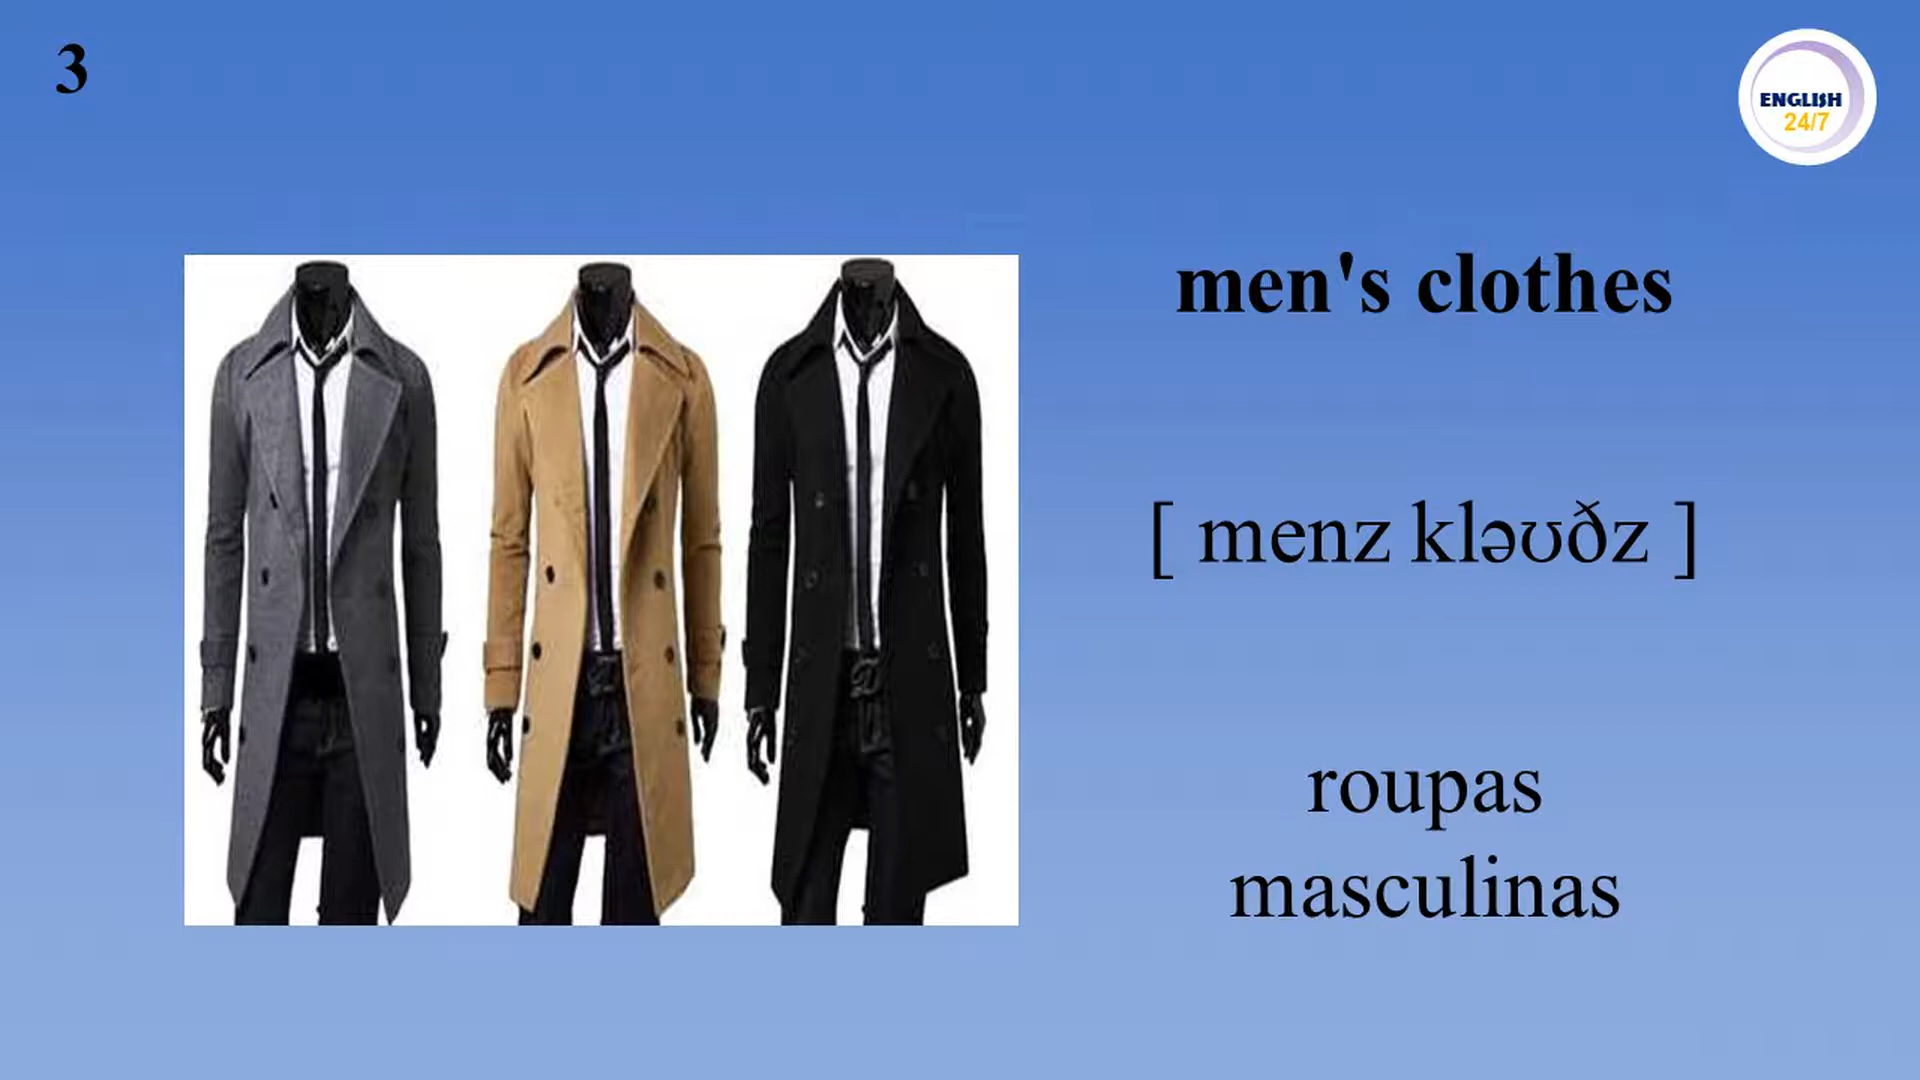 3
ENGLISH
24/7
men's clothes
[ menz kləʊðz ]
roupas
masculinas